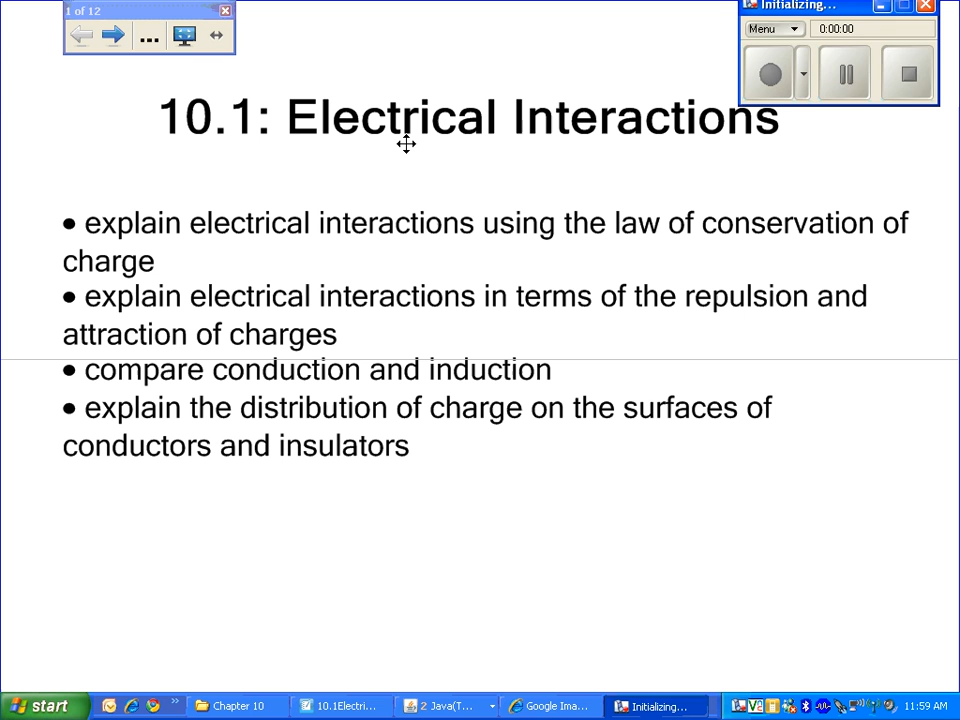 1 of 12
Initializing...
Menu
0:00:00
10.1: Electrical Interactions
• explain electrical interactions using the law of conservation of
charge
• explain electrical interactions in terms of the repulsion and
attraction of charges
• compare conduction and induction
• explain the distribution of charge on the surfaces of
conductors and insulators
start
Chapter 10
10.1Electri...
2 Java(T...
Google Ima...
Initializing...
11:59 AM